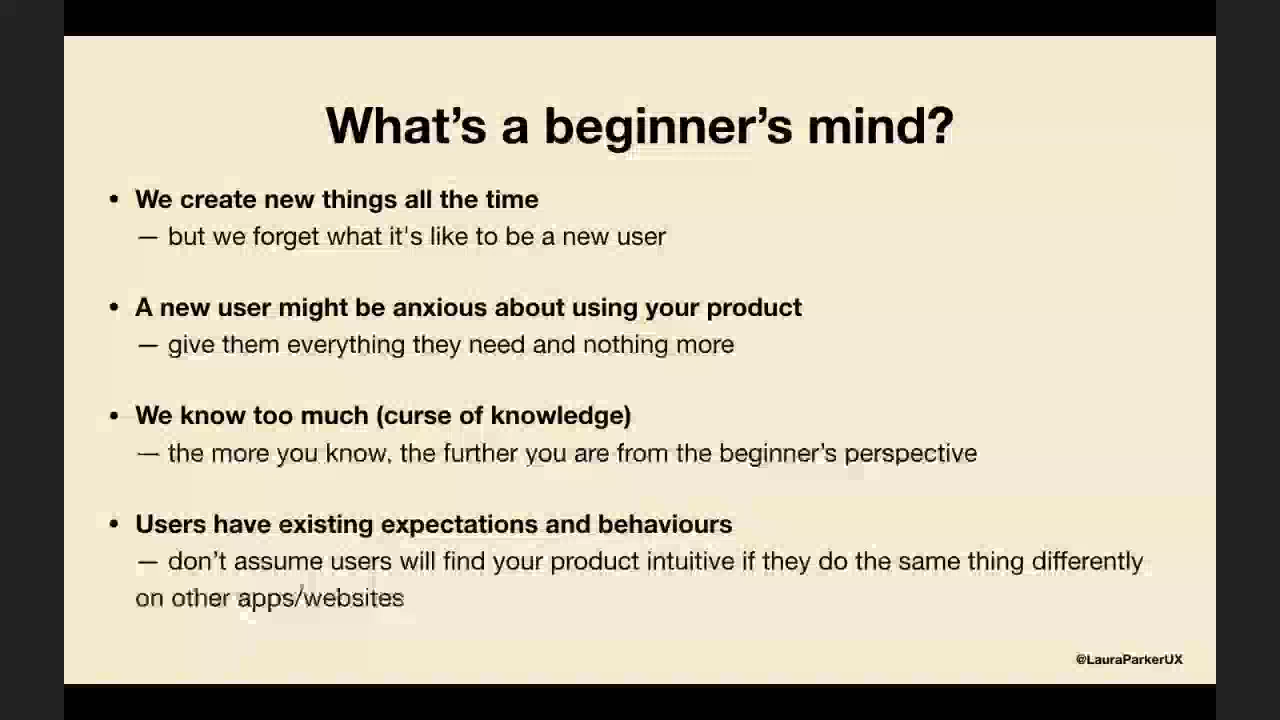 What’s a beginner’s mind?
• We create new things all the time
— but we forget what it's like to be a new user
• A new user might be anxious about using your product
— give them everything they need and nothing more
• We know too much (curse of knowledge)
— the more you know, the further you are from the beginner’s perspective
• Users have existing expectations and behaviours
— don’t assume users will find your product intuitive if they do the same thing differently
on other apps/websites
@LauraParkerUX